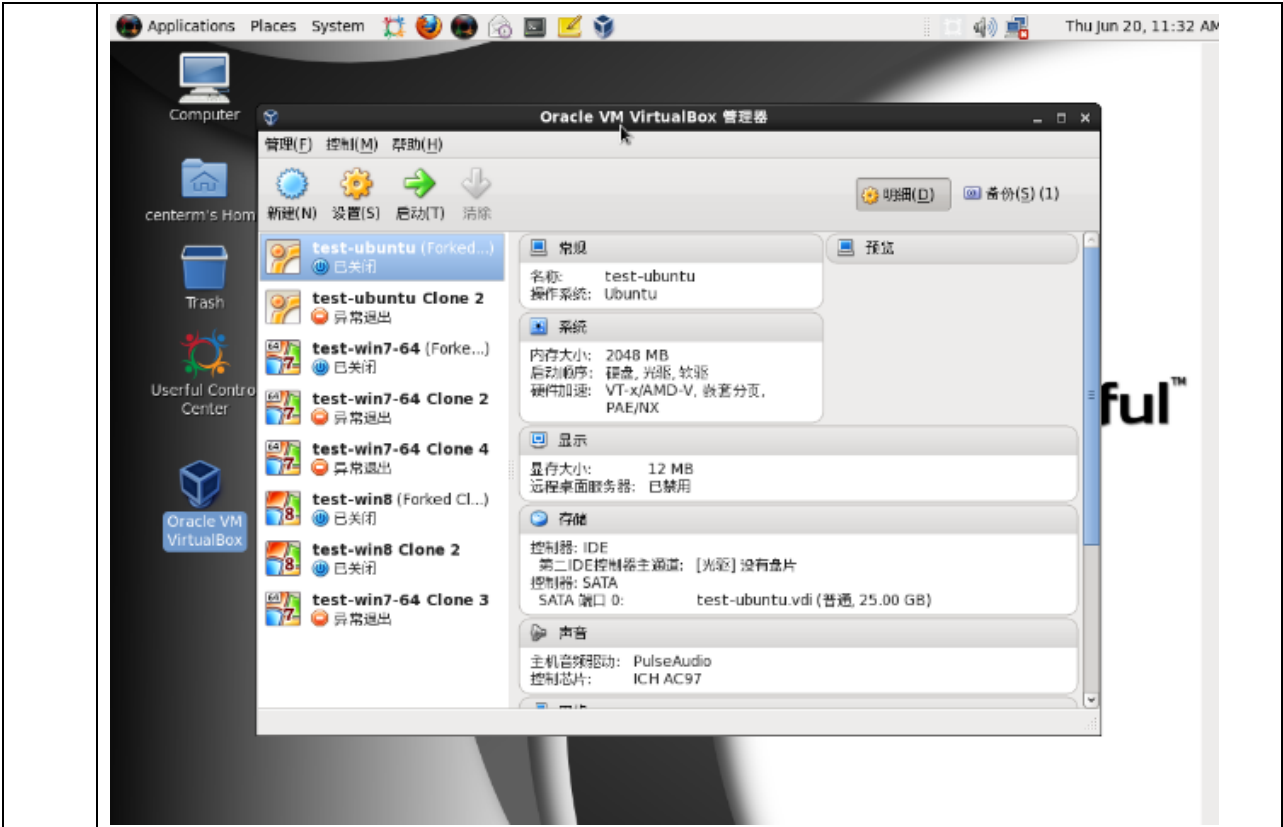 Applications Places System
Thu Jun 20, 11:32 AM
Computer
centerm's Hom
Trash
Userful Contro
Center
Oracle VM
VirtualBox
Oracle VM VirtualBox 管理器
管理(F) 控制(M) 帮助(H)
新建(N) 设置(S) 启动(T) 清除
明细(D) 备份(S) (1)
test-ubuntu (Forked...)
已关闭
test-ubuntu Clone 2
异常退出
test-win7-64 (Forke...)
已关闭
test-win7-64 Clone 2
异常退出
test-win7-64 Clone 4
异常退出
test-win8 (Forked Cl...)
已关闭
test-win8 Clone 2
已关闭
test-win7-64 Clone 3
异常退出
常规
名称: test-ubuntu
操作系统: Ubuntu
预览
系统
内存大小: 2048 MB
启动顺序: 硬盘, 光驱, 软驱
硬件加速: VT-x/AMD-V, 嵌套分页,
PAE/NX
显示
显存大小: 12 MB
远程桌面服务器: 已禁用
存储
控制器: IDE
第二IDE控制器主通道: [光驱] 没有盘片
控制器: SATA
SATA 端口 0: test-ubuntu.vdi (普通, 25.00 GB)
声音
主机音频驱动: PulseAudio
控制芯片: ICH AC97
ful™